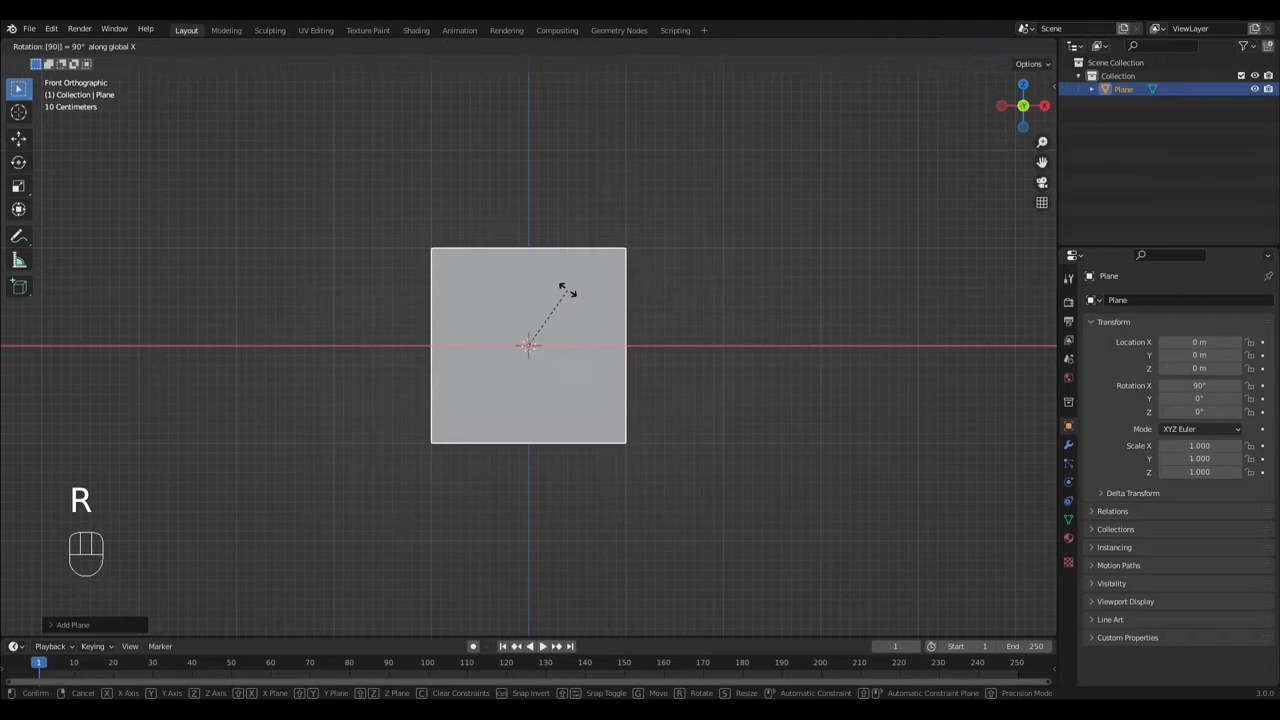 File Edit Render Window Help Layout Modeling Sculpting UV Editing Texture Paint Shading Animation Rendering Compositing Geometry Nodes Scripting Scene ViewLayer
Rotation: [90|] = 90° along global X
Options
Front Orthographic
(1) Collection | Plane
10 Centimeters
Z
Y
X
Scene Collection
Collection
Plane
Plane
Plane
Transform
Location X 0 m
Y 0 m
Z 0 m
Rotation X 90°
Y 0°
Z 0°
Mode XYZ Euler
Scale X 1.000
Y 1.000
Z 1.000
Delta Transform
Relations
Collections
Instancing
Motion Paths
Visibility
Viewport Display
Line Art
Custom Properties
R
Add Plane
Playback Keying View Marker 1 Start 1 End 250
1 10 20 30 40 50 60 70 80 90 100 110 120 130 140 150 160 170 180 190 200 210 220 230 240 250
Confirm Cancel X X Axis Y Y Axis Z Z Axis X X Plane Y Y Plane Z Z Plane C Clear Constraints Ctrl Snap Invert Snap Toggle G Move R Rotate S Resize Automatic Constraint Automatic Constraint Plane Precision Mode 3.0.0